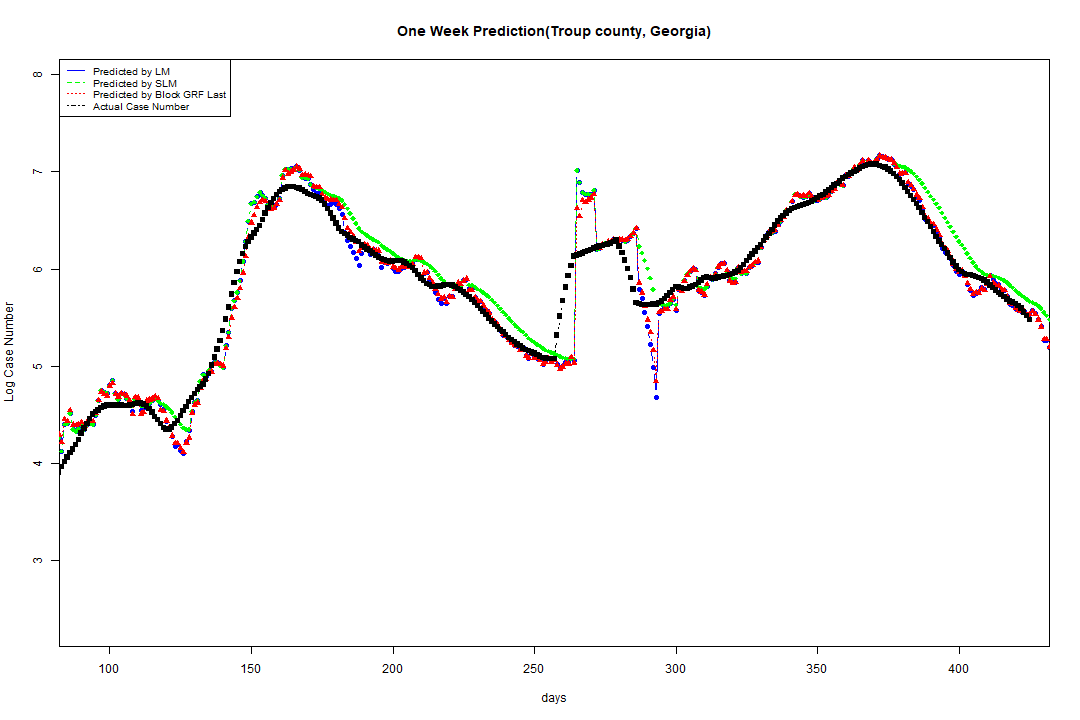 One Week Prediction(Troup county, Georgia)
Predicted by LM
Predicted by SLM
Predicted by Block GRF Last
Actual Case Number
8
7
6
5
4
3
Log Case Number
100 150 200 250 300 350 400
days